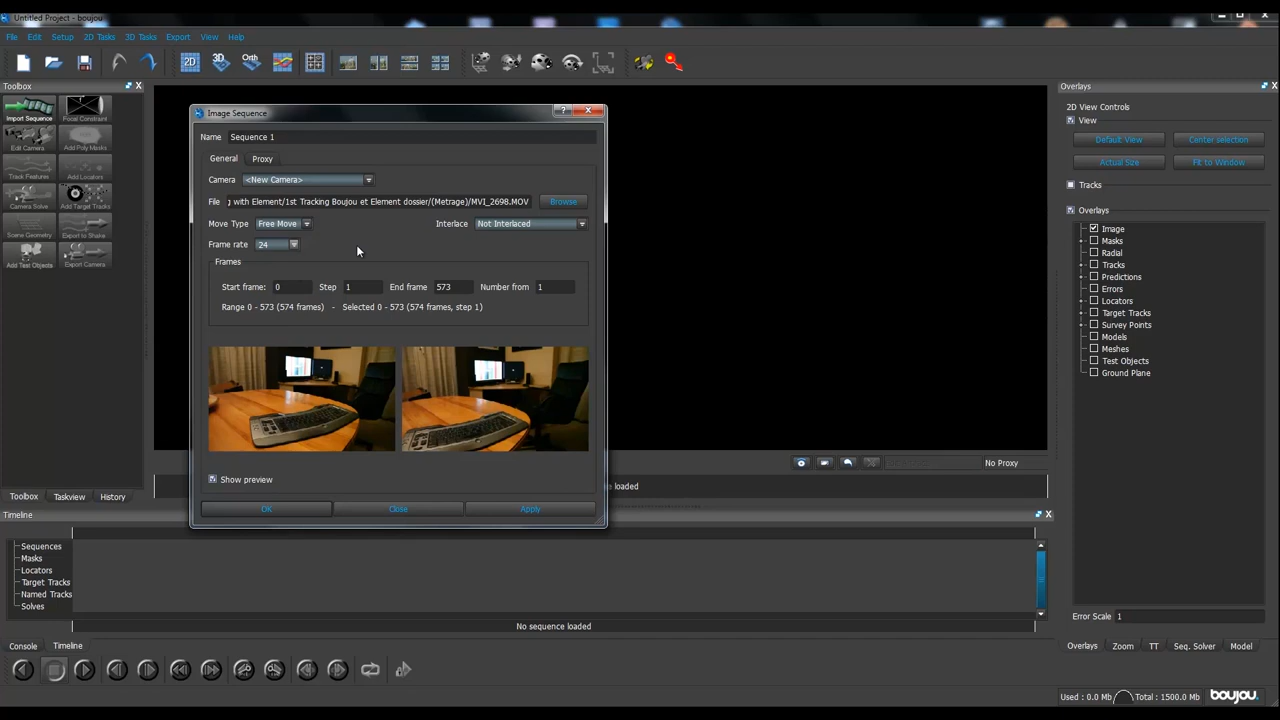 Untitled Project - boujou
File Edit Setup 2D Tasks 3D Tasks Export View Help
2D 3D Orth
Toolbox
Import Sequence Focal Constraint
Edit Camera Add Poly Masks
Track Features Add Locators
Camera Solve Add Target Tracks
Survey Scene Export to Shake
Add Test Objects Export Camera
Toolbox Taskview History
Image Sequence
Name Sequence 1
General Proxy
Camera <New Camera>
File with Element/1st Tracking Boujou et Element dossier/(Metrage)/MVI_2698.MOV Browse
Move Type Free Move Interlace Not Interlaced
Frame rate 24
Frames
Start frame: 0 Step 1 End frame 573 Number from 1
Range 0 - 573 (574 frames) - Selected 0 - 573 (574 frames, step 1)
Show preview
OK Close Apply
No Proxy
loaded
Overlays
2D View Controls
View
Default View Center selection
Actual Size Fit to Window
Tracks
Overlays
Image
Masks
Radial
Tracks
Predictions
Errors
Locators
Target Tracks
Survey Points
Models
Meshes
Test Objects
Ground Plane
Error Scale 1
Overlays Zoom TT Seq. Solver Model
Timeline
Sequences
Masks
Locators
Target Tracks
Named Tracks
Solves
No sequence loaded
Console Timeline
Used : 0.0 Mb Total : 1500.0 Mb boujou